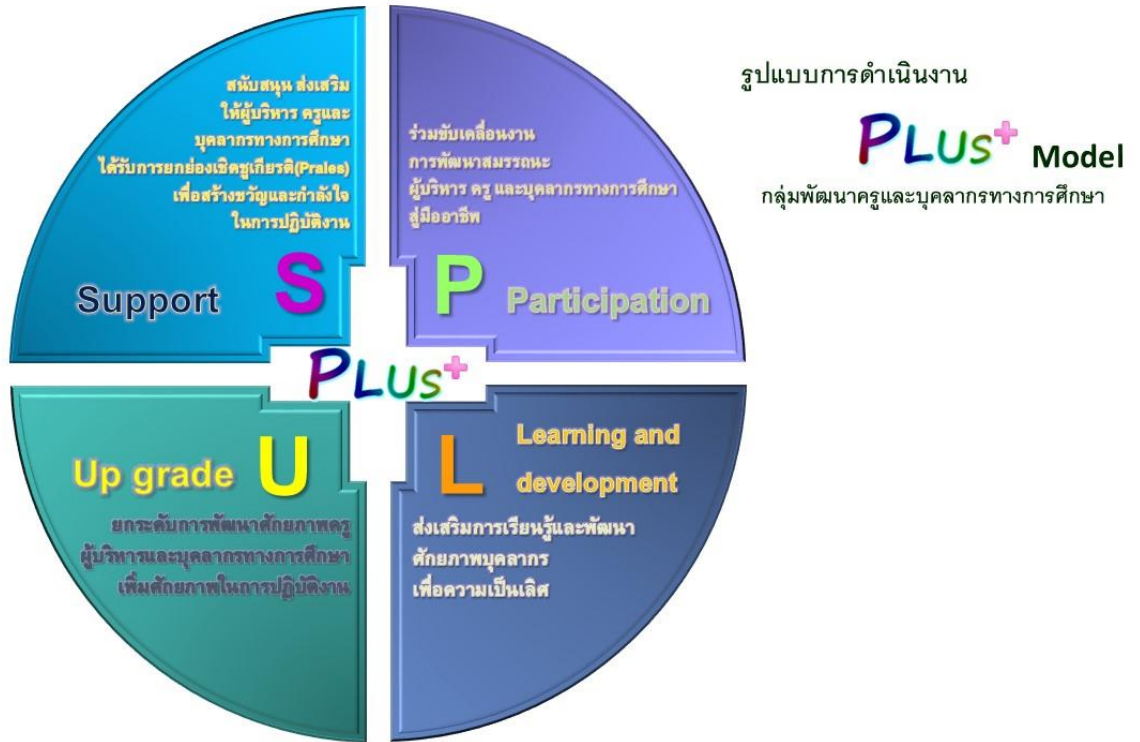 รูปแบบการดำเนินงาน
PLUS+ Model
กลุ่มพัฒนาครูและบุคลากรทางการศึกษา
สนับสนุน ส่งเสริม
ให้ผู้บริหาร ครูและ
บุคลากรทางการศึกษา
ได้รับการยกย่องเชิดชูเกียรติ(Praies)
เพื่อสร้างขวัญและกำลังใจ
ในการปฏิบัติงาน
Support S
ร่วมขับเคลื่อนงาน
การพัฒนาสมรรถนะ
ผู้บริหาร ครู และบุคลากรทางการศึกษา
สู่มืออาชีพ
P Participation
PLUS+
Up grade U
ยกระดับการพัฒนาศักยภาพครู
ผู้บริหารและบุคลากรทางการศึกษา
เพิ่มศักยภาพในการปฏิบัติงาน
L Learning and
development
ส่งเสริมการเรียนรู้และพัฒนา
ศักยภาพบุคลากร
เพื่อความเป็นเลิศ